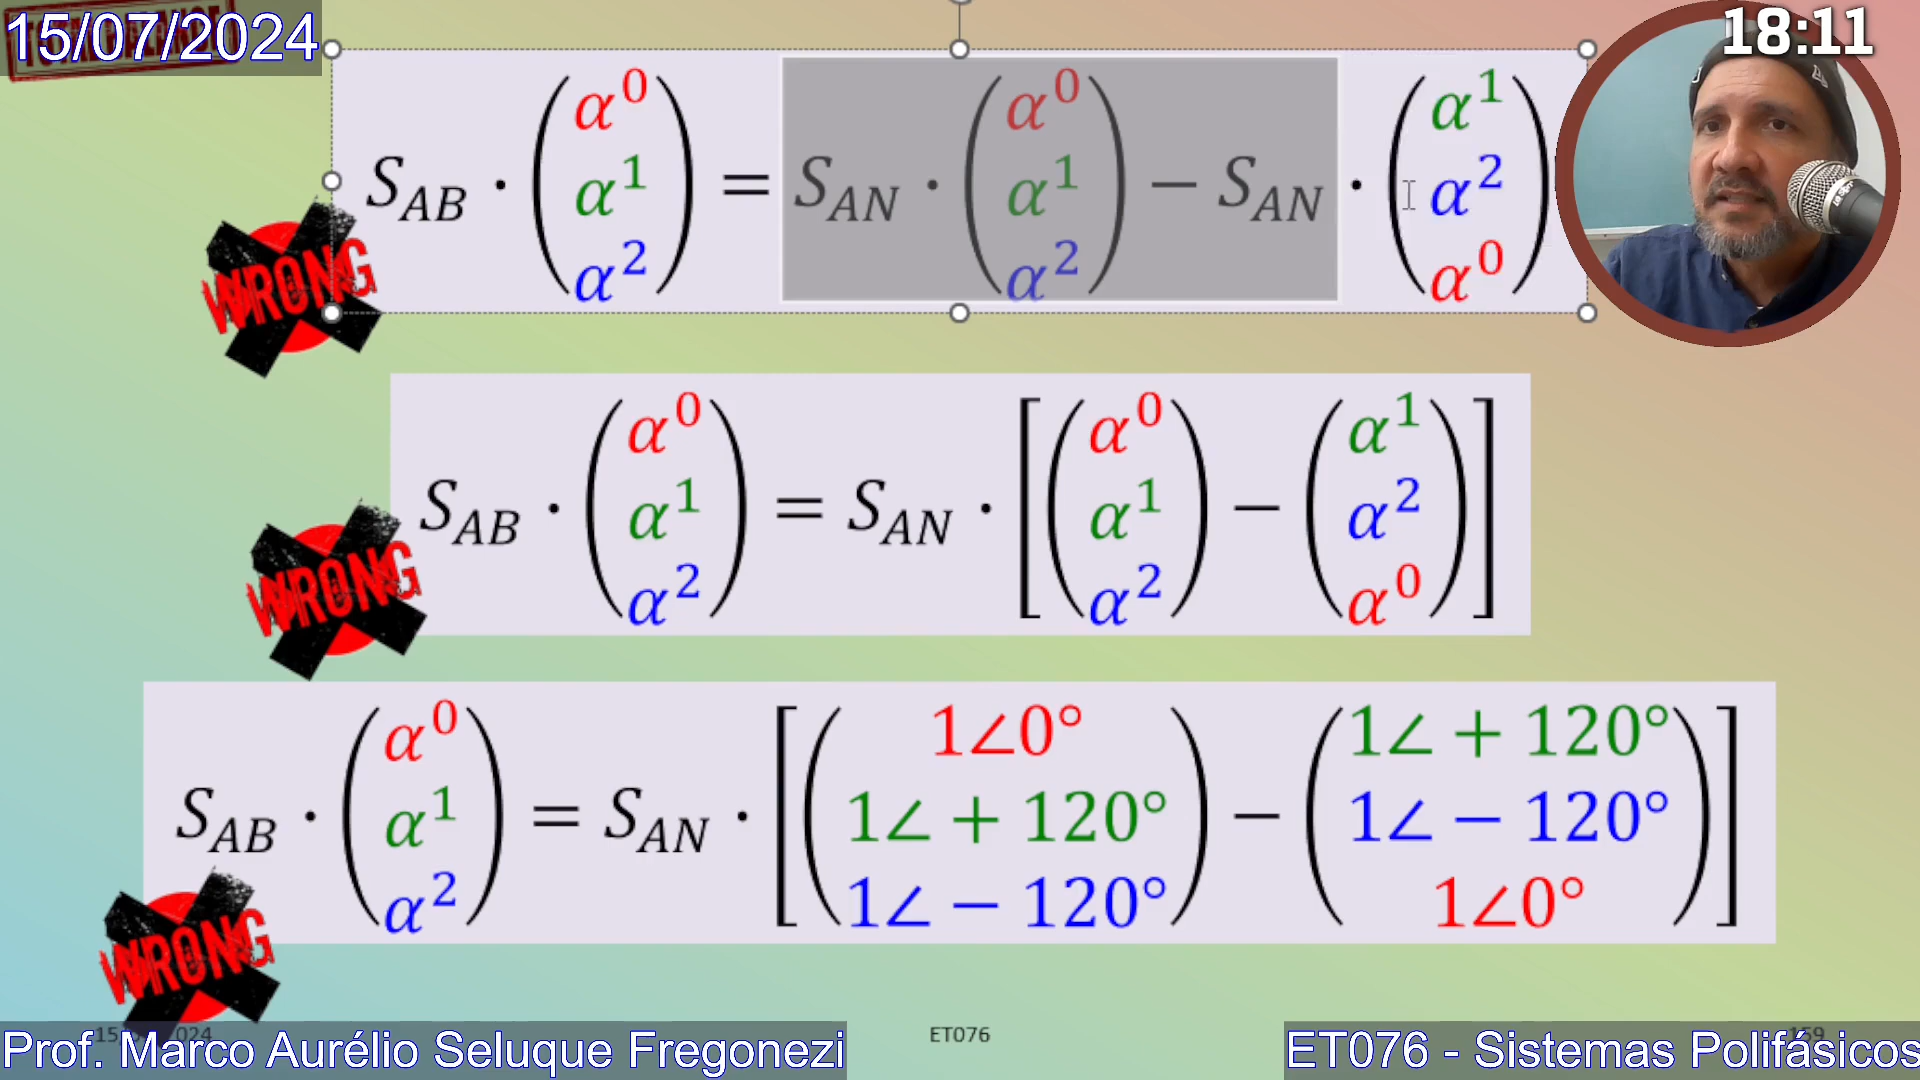 15/07/2024
18:11
S_AB · (α^0 α^1 α^2) = S_AN · (α^0 α^1 α^2) − S_AN · (α^1 α^2 α^0)
WRONG
S_AB · (α^0 α^1 α^2) = S_AN · [(α^0 α^1 α^2) − (α^1 α^2 α^0)]
WRONG
S_AB · (α^0 α^1 α^2) = S_AN · [(1∠0° 1∠ + 120° 1∠ − 120°) − (1∠ + 120° 1∠ − 120° 1∠0°)]
WRONG
ET076
Prof. Marco Aurélio Seluque Fregonezi
ET076 - Sistemas Polifásicos